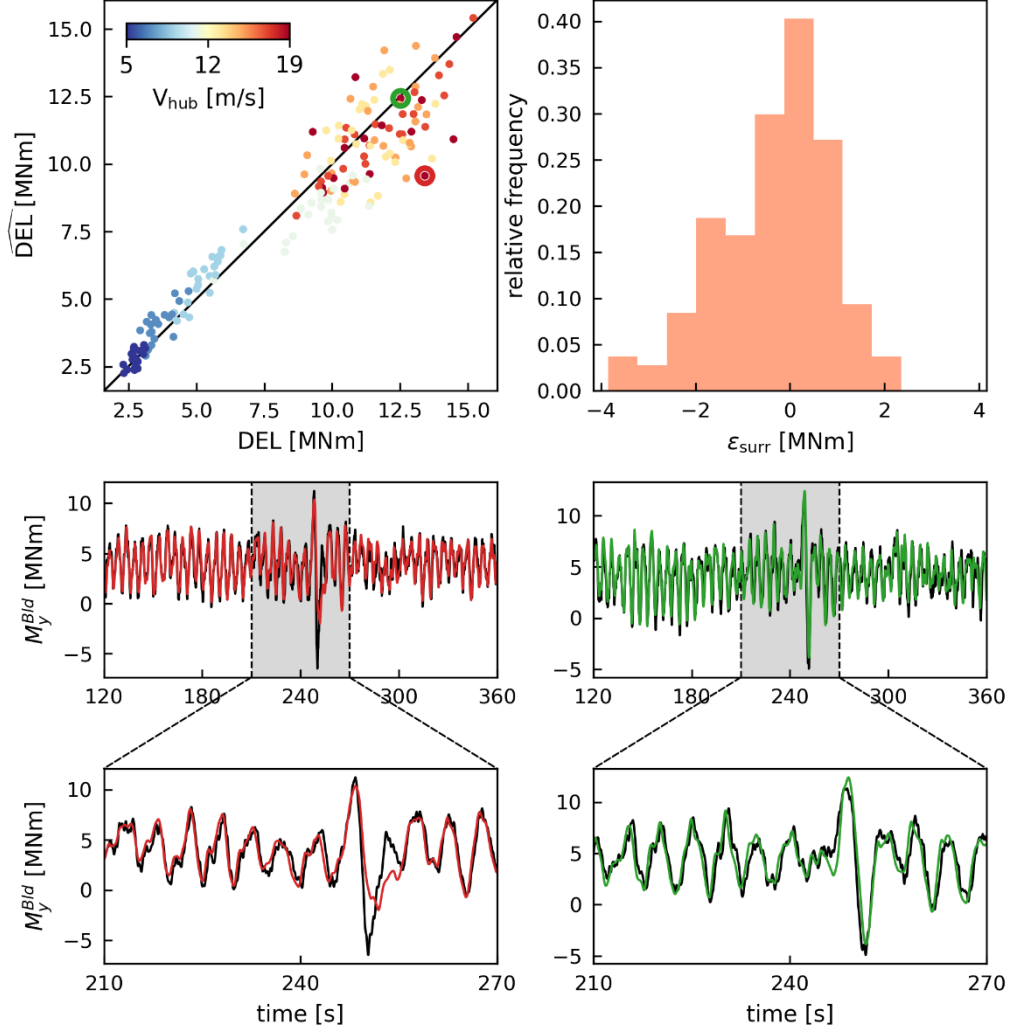 15.0
12.5
10.0
7.5
5.0
2.5
5 12 19
V_hub [m/s]
2.5 5.0 7.5 10.0 12.5 15.0
DEL [MNm]
\widehat{DEL} [MNm]
0.40
0.35
0.30
0.25
0.20
0.15
0.10
0.05
0.00
−4 −2 0 2 4
ε_surr [MNm]
relative frequency
10
5
0
−5
120 180 240 300 360
M_y^{Bld} [MNm]
10
5
0
−5
120 180 240 300 360
10
5
0
−5
210 240 270
time [s]
M_y^{Bld} [MNm]
10
5
0
−5
210 240 270
time [s]